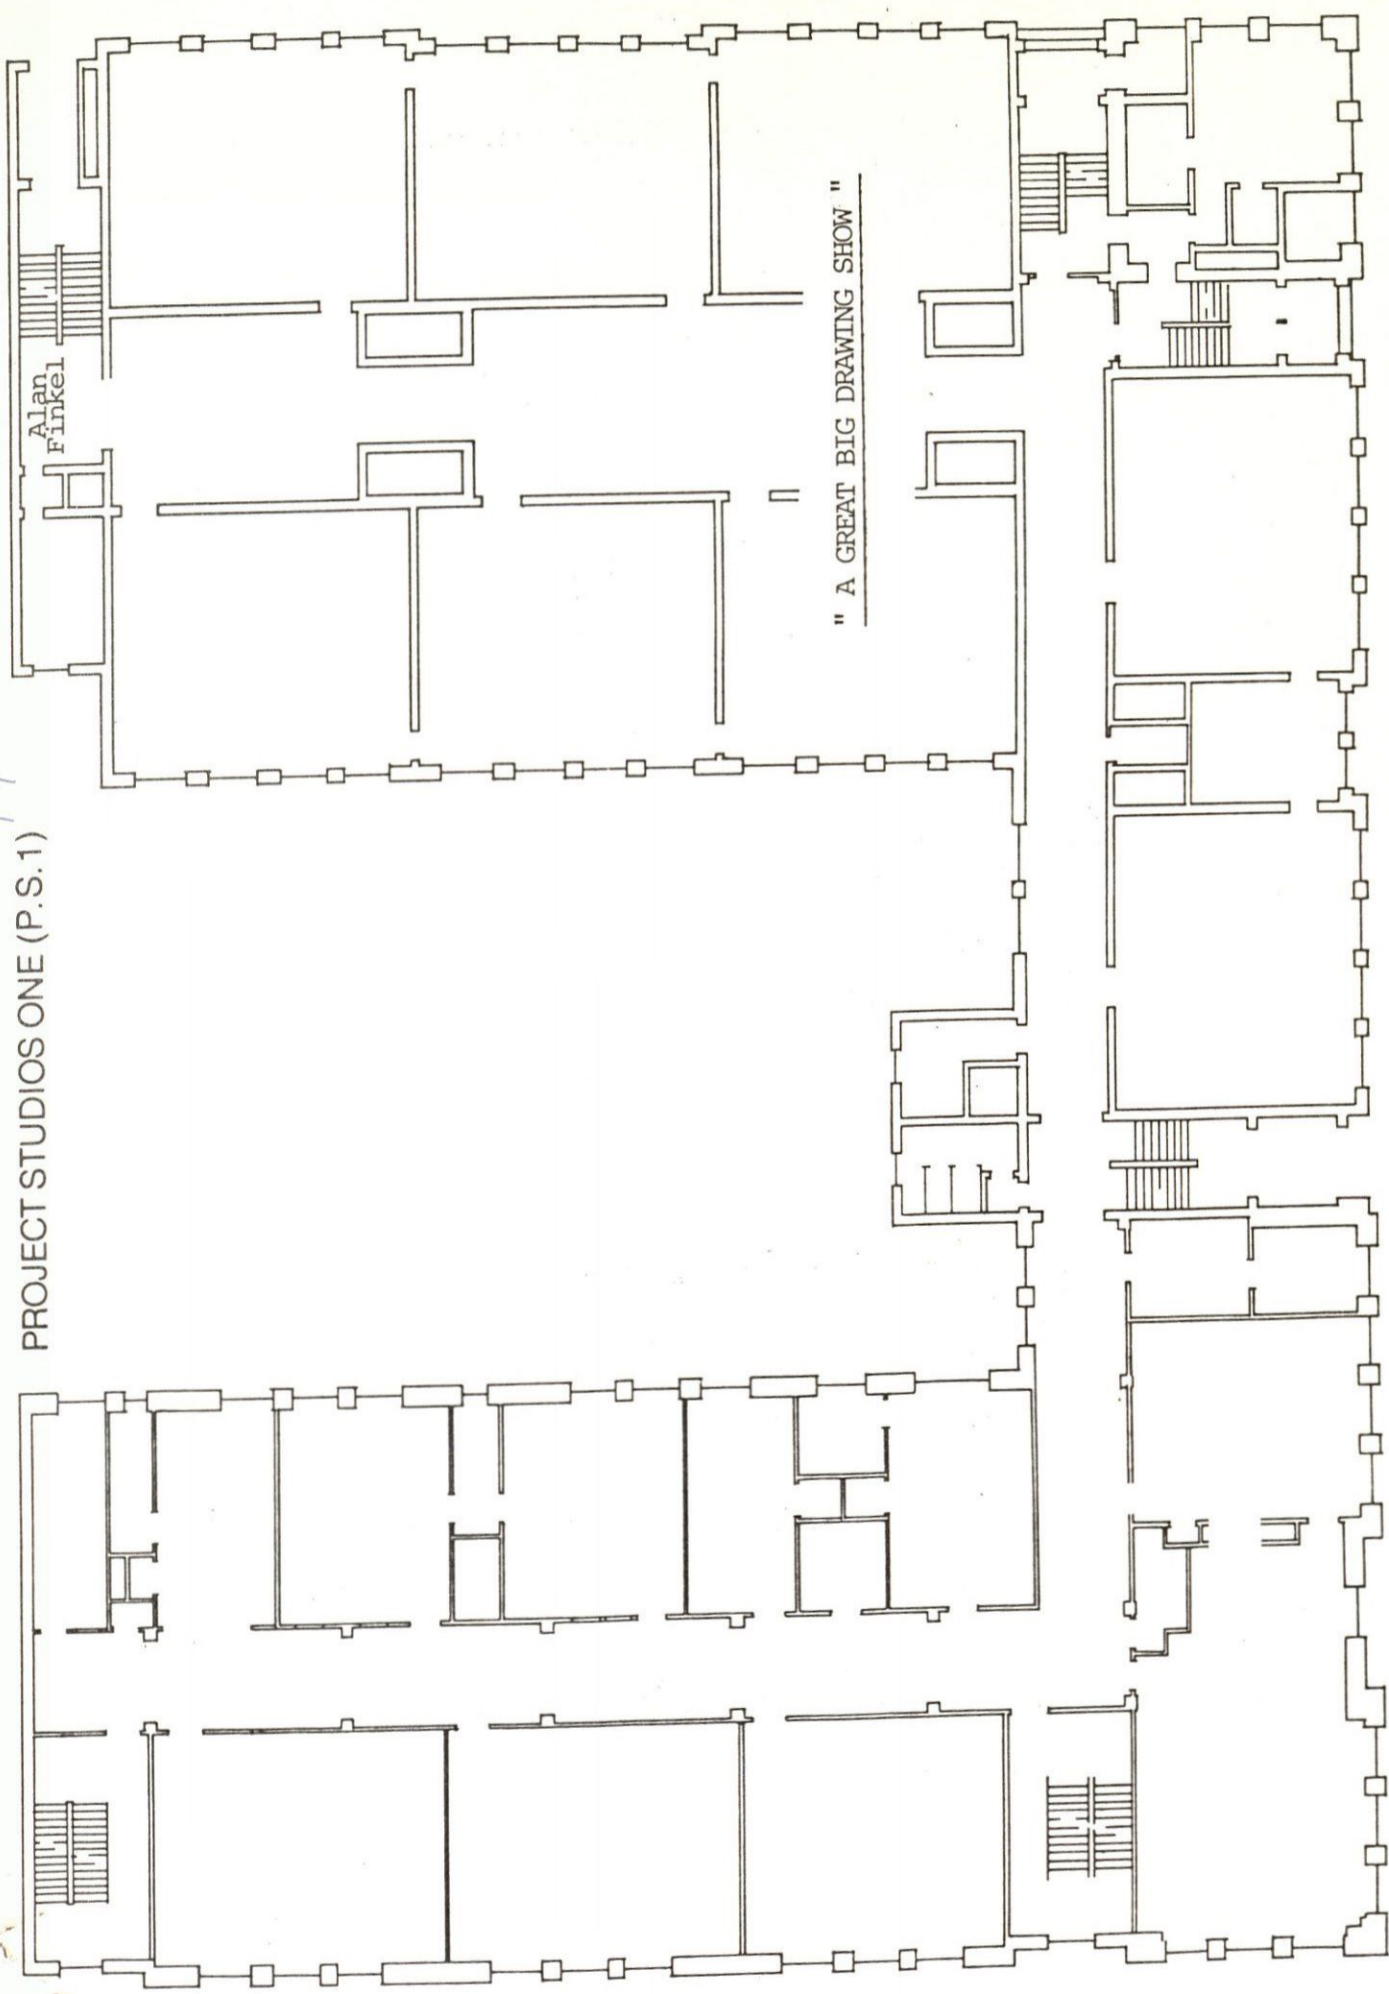 PROJECT STUDIOS ONE (P.S.1)
Alan
Finkel
" A GREAT BIG DRAWING SHOW "